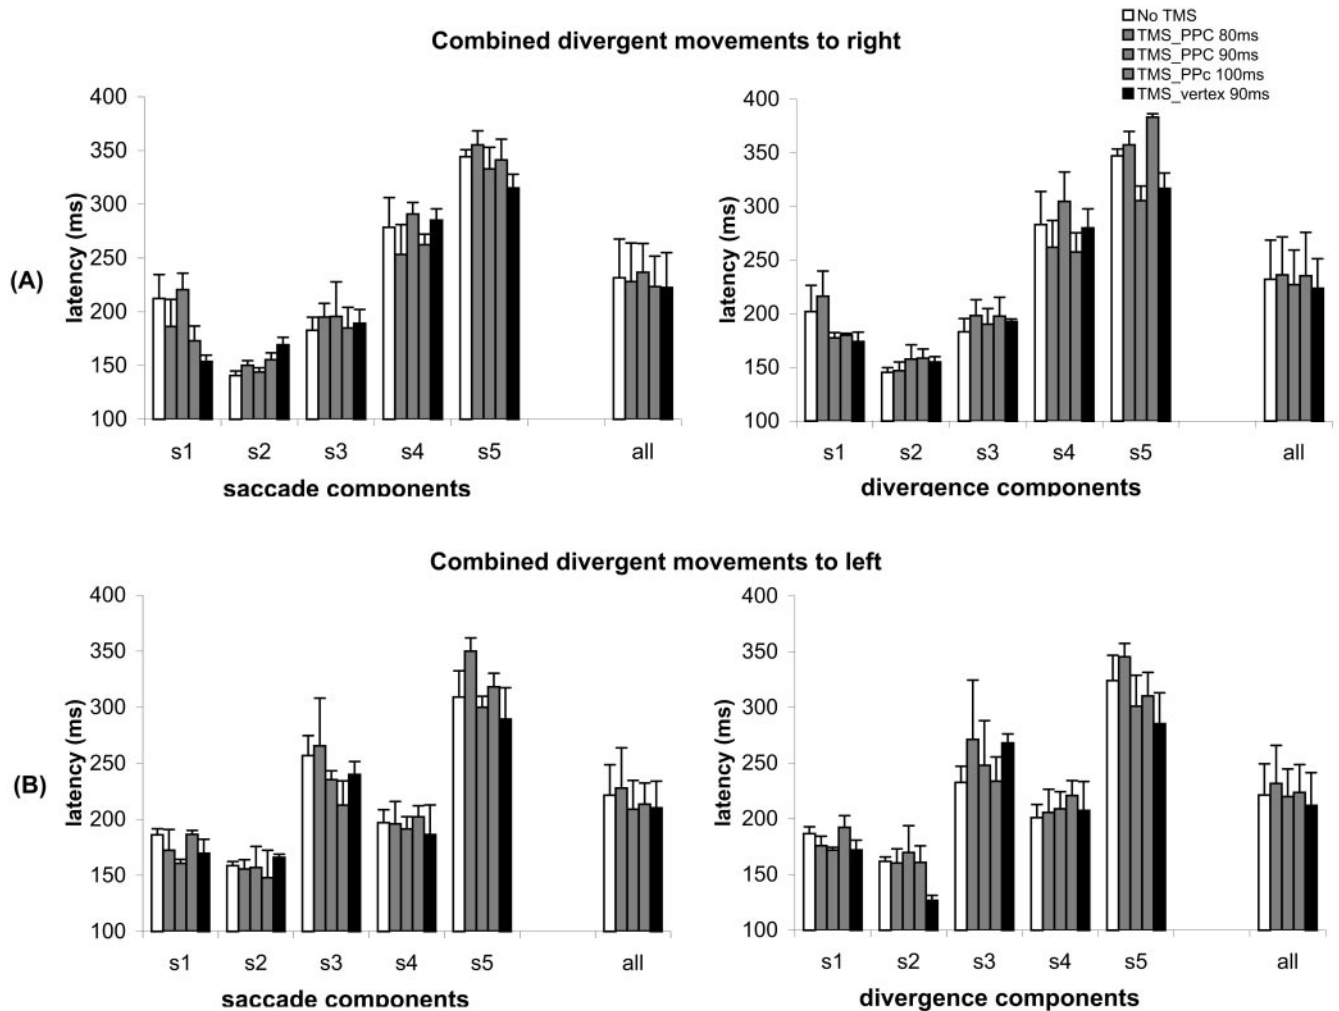 No TMS
TMS_PPC 80ms
TMS_PPC 90ms
TMS_PPc 100ms
TMS_vertex 90ms
Combined divergent movements to right
(A)
latency (ms)
400
350
300
250
200
150
100
s1 s2 s3 s4 s5 all
saccade components
latency (ms)
400
350
300
250
200
150
100
s1 s2 s3 s4 s5 all
divergence components
Combined divergent movements to left
(B)
latency (ms)
400
350
300
250
200
150
100
s1 s2 s3 s4 s5 all
saccade components
latency (ms)
400
350
300
250
200
150
100
s1 s2 s3 s4 s5 all
divergence components